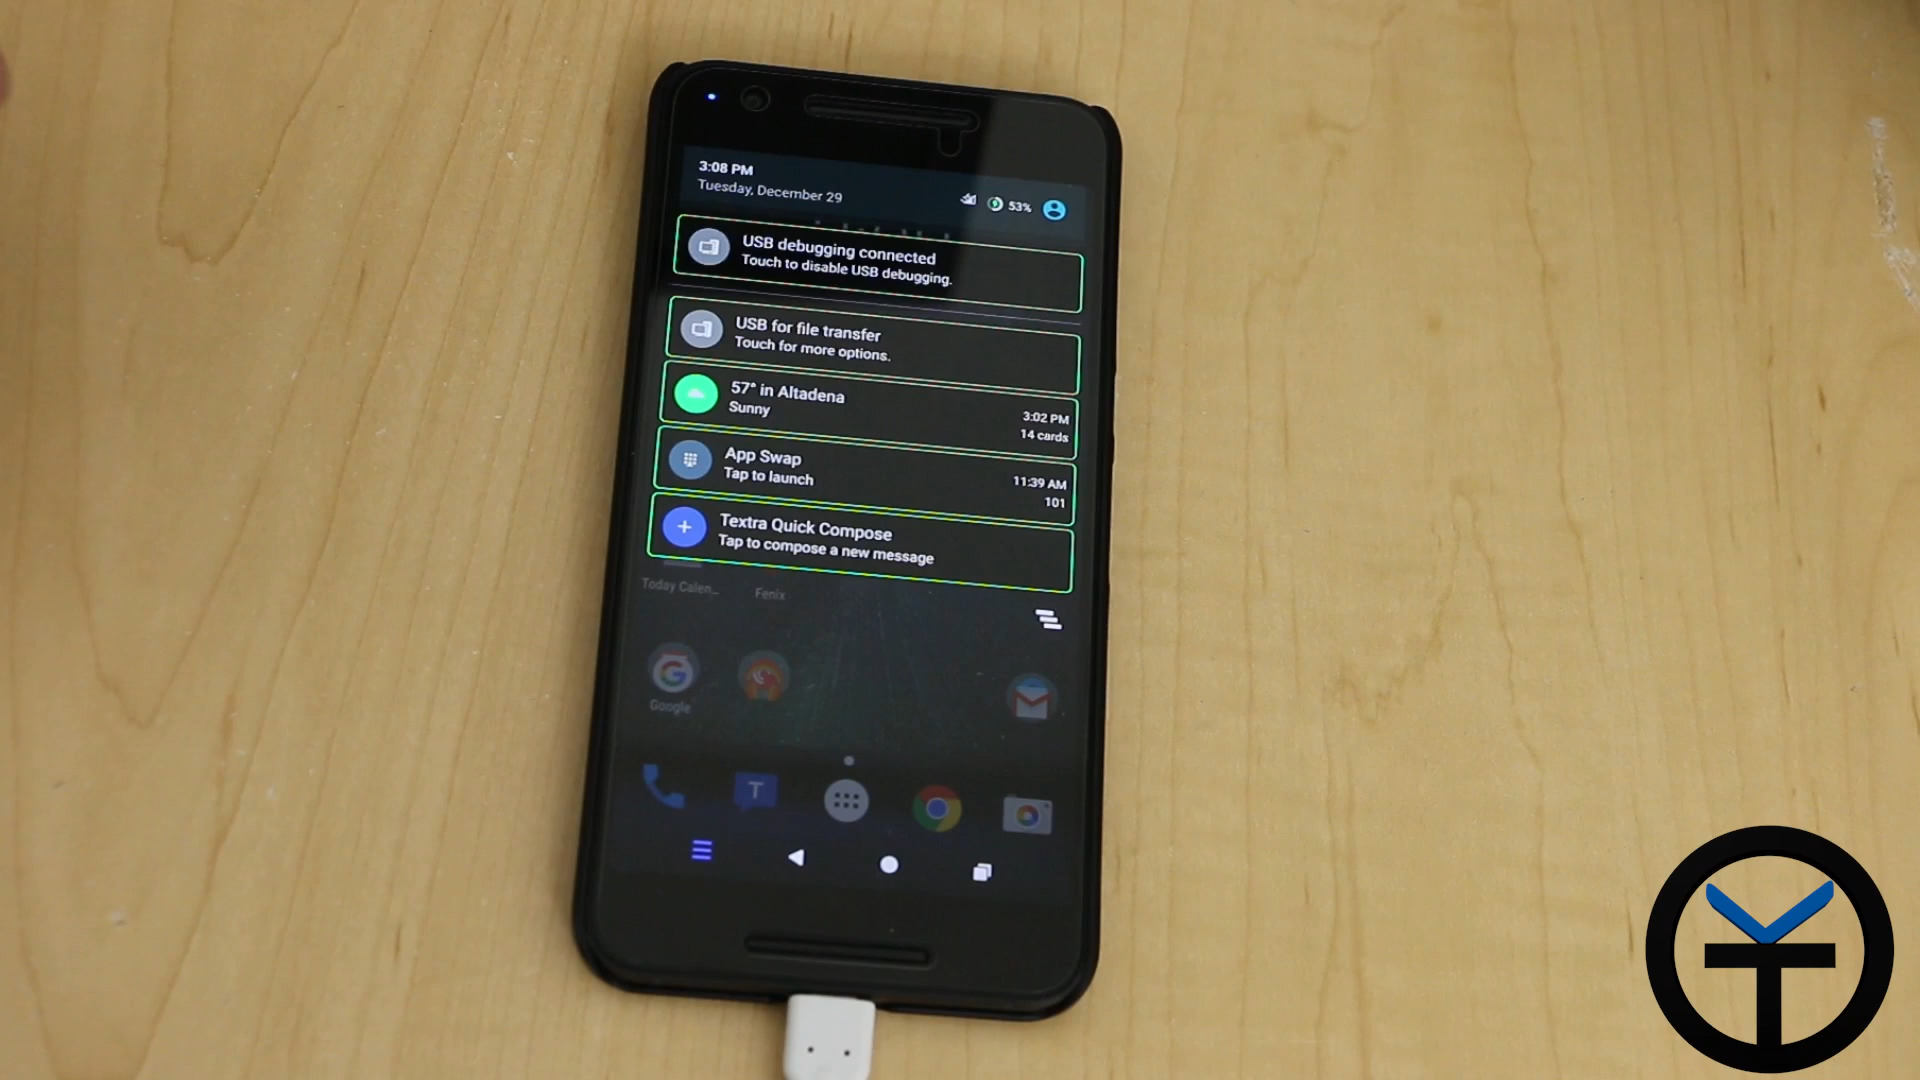 3:08 PM
Tuesday, December 29
53%
USB debugging connected
Touch to disable USB debugging.
USB for file transfer
Touch for more options.
57° in Altadena
Sunny
3:02 PM
14 cards
App Swap
Tap to launch
11:39 AM
101
Textra Quick Compose
Tap to compose a new message
Today Calen...
Fenix
Google
T